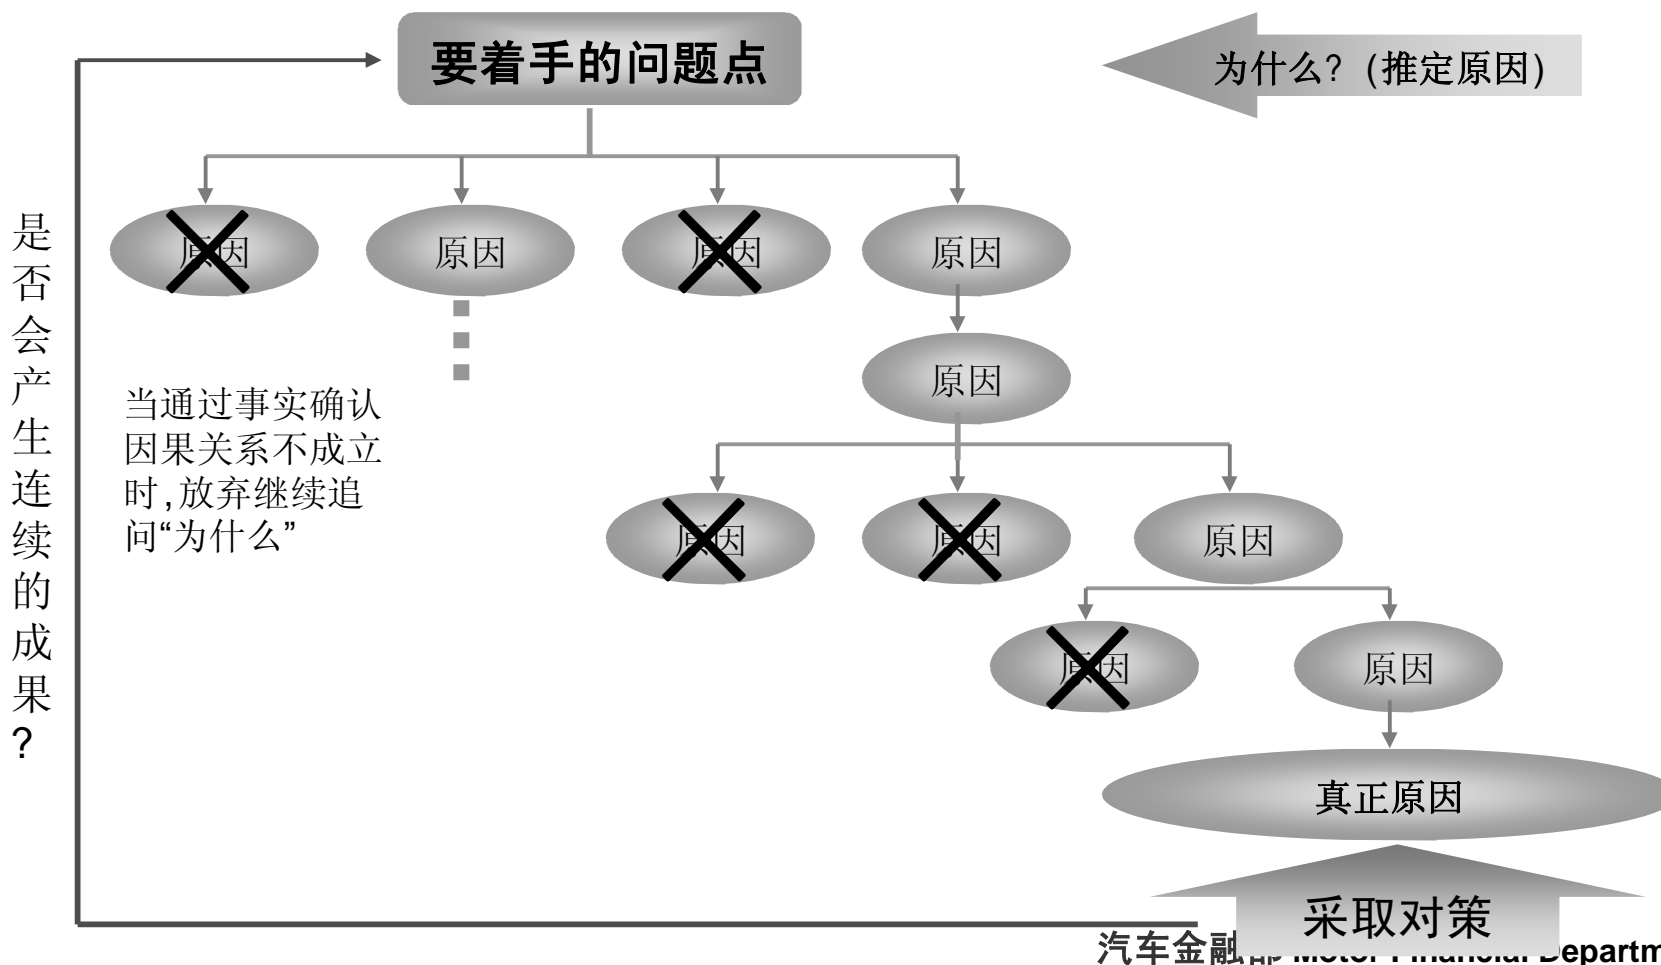 要着手的问题点
为什么?(推定原因)
原因
原因
原因
原因
是否会产生连续的成果?
原因
当通过事实确认
因果关系不成立
时,放弃继续追
问“为什么”
原因
原因
原因
原因
原因
真正原因
采取对策
汽车金融部 Motor Financial Departm